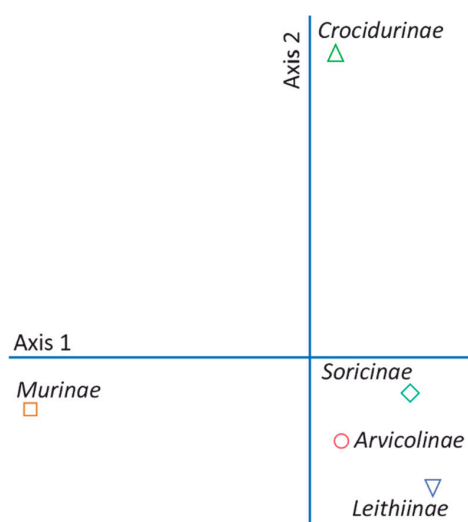 Crocidurinae
Axis 2
Axis 1
Soricinae
Murinae
Arvicolinae
Leithiinae